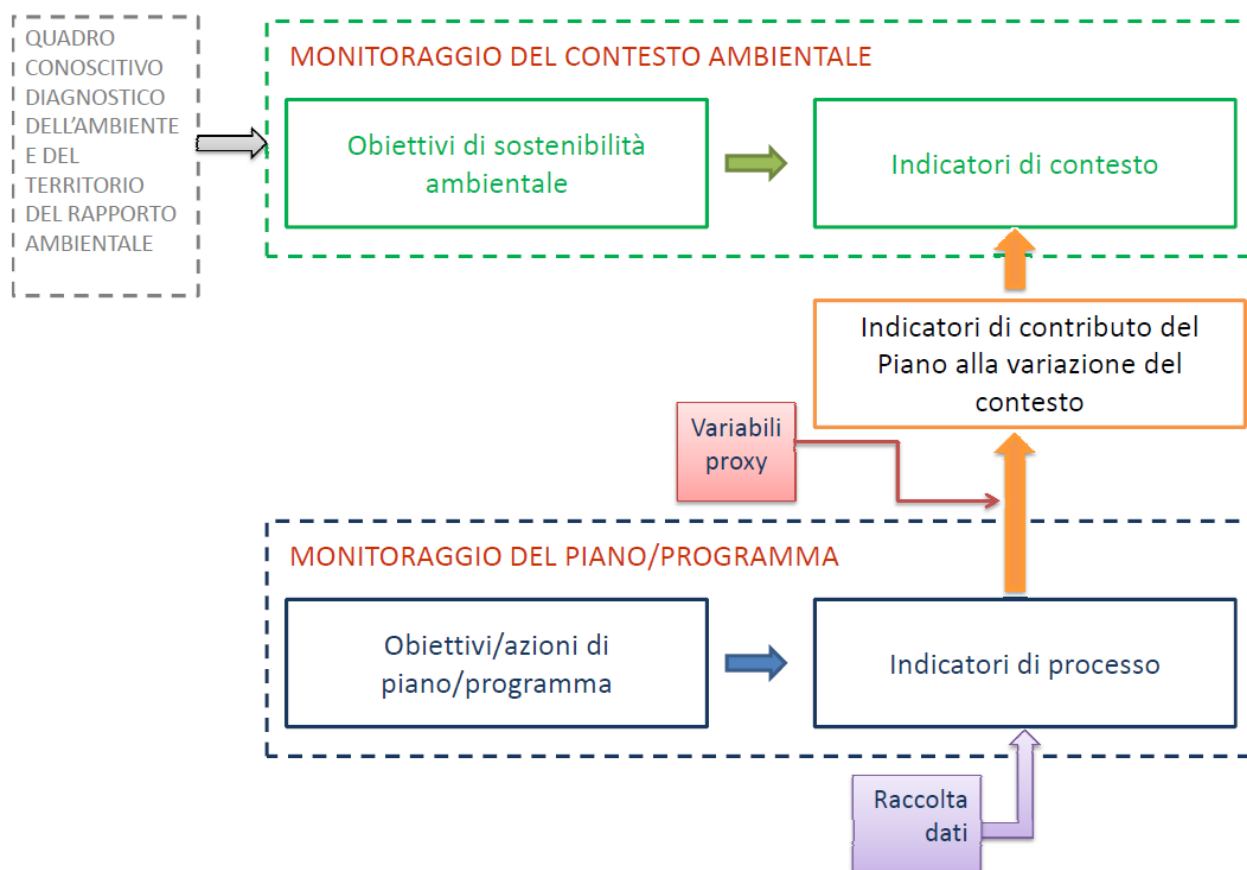 QUADRO
CONOSCITIVO
DIAGNOSTICO
DELL’AMBIENTE
E DEL
TERRITORIO
DEL RAPPORTO
AMBIENTALE
MONITORAGGIO DEL CONTESTO AMBIENTALE
Obiettivi di sostenibilità
ambientale
Indicatori di contesto
Indicatori di contributo del
Piano alla variazione del
contesto
Variabili
proxy
MONITORAGGIO DEL PIANO/PROGRAMMA
Obiettivi/azioni di
piano/programma
Indicatori di processo
Raccolta
dati